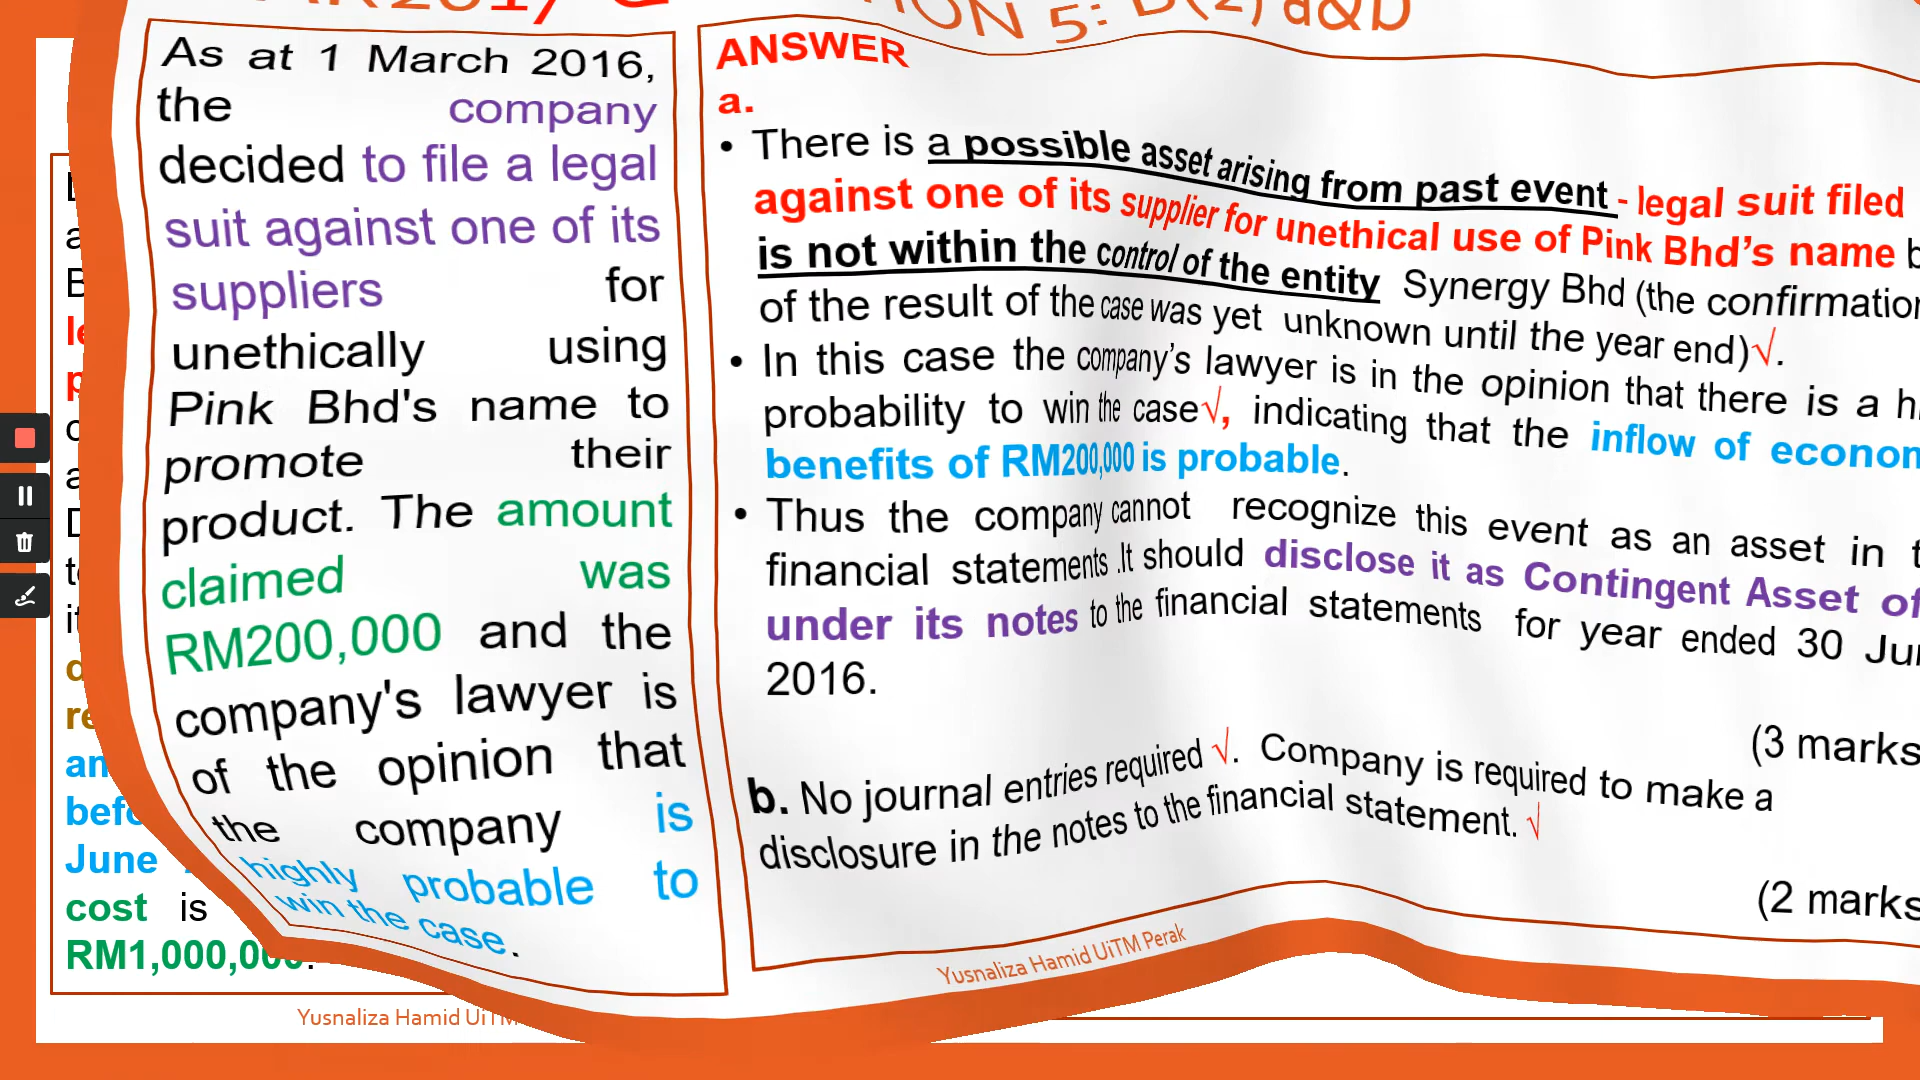 ON 5: B(2) a&b
As at 1 March 2016,
the company
decided to file a legal
suit against one of its
suppliers for
unethically using
Pink Bhd's name to
promote their
product. The amount
claimed was
RM200,000 and the
company's lawyer is
of the opinion that
the company is
highly probable to
win the case.
ANSWER
a.
• There is a possible asset arising from past event - legal suit filed
against one of its supplier for unethical use of Pink Bhd's name
is not within the control of the entity Synergy Bhd (the confirmation
of the result of the case was yet unknown until the year end)√.
• In this case the company's lawyer is in the opinion that there is a
probability to win the case√, indicating that the inflow of econom
benefits of RM200,000 is probable.
• Thus the company cannot recognize this event as an asset in
financial statements .It should disclose it as Contingent Asset of
under its notes to the financial statements for year ended 30 Jun
2016.
(3 marks
b. No journal entries required √. Company is required to make a
disclosure in the notes to the financial statement. √
(2 marks
Yusnaliza Hamid UiTM Perak
June
cost is
RM1,000,000.
Yusnaliza Hamid UiTM